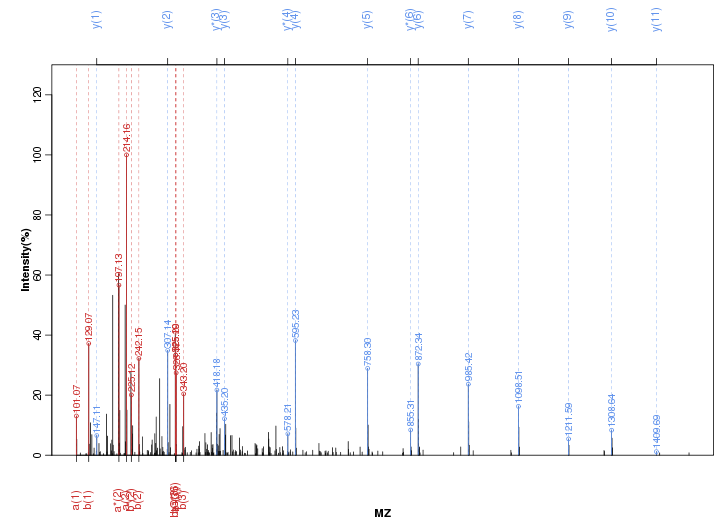 y(1)
y(2)
y*(3)
y(3)
y*(4)
y(4)
y(5)
y*(6)
y(6)
y(7)
y(8)
y(9)
y(10)
y(11)
Intensity(%)
0
20
40
60
80
100
120
101.07
129.07
147.11
197.13
214.16
225.12
242.15
307.14
343.20
418.18
435.20
578.21
595.23
758.30
855.31
872.34
985.42
1098.51
1211.59
1308.64
1409.69
a(1)
b(1)
a*(2)
b(2)
b(3)
MZ